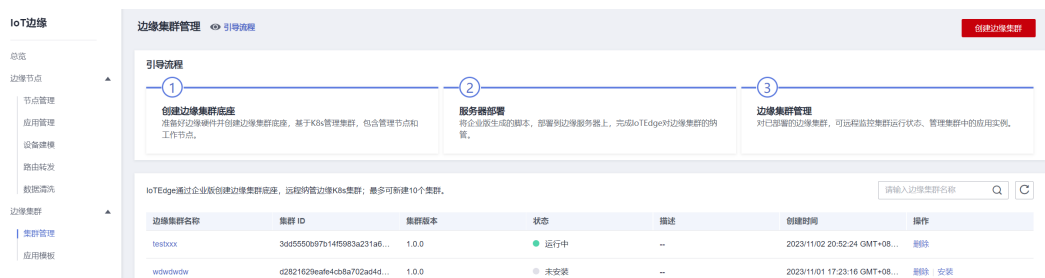 IoT边缘
总览
边缘节点
节点管理
应用管理
设备建模
路由转发
数据清洗
边缘集群
集群管理
应用模板
边缘集群管理 引导流程
创建边缘集群
引导流程
1
创建边缘集群底座
准备好边缘硬件并创建边缘集群底座，基于K8s管理集群，包含管理节点和
工作节点。
2
服务器部署
将企业版生成的脚本，部署到边缘服务器上，完成IoTEdge对边缘集群的纳
管。
3
边缘集群管理
对已部署的边缘集群，可远程监控集群运行状态、管理集群中的应用实例。
IoTEdge通过企业版创建边缘集群底座，远程纳管边缘K8s集群；最多可新建10个集群。
请输入边缘集群名称
边缘集群名称 集群 ID 集群版本 状态 描述 创建时间 操作
testxxx 3dd5550b97b14f5983a231a6... 1.0.0 运行中 -- 2023/11/02 20:52:24 GMT+08... 删除
wdwdwdw d2821629eafe4cb8a702ad4d... 1.0.0 未安装 -- 2023/11/01 17:23:16 GMT+08... 删除 | 安装